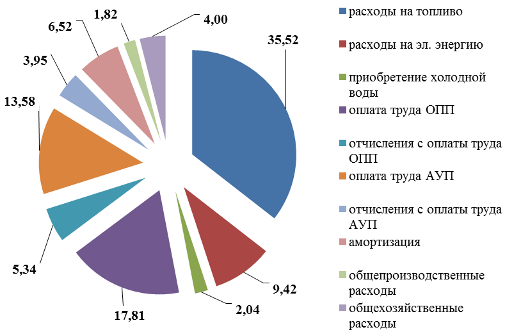 35,52
9,42
2,04
17,81
5,34
13,58
3,95
6,52
1,82
4,00
расходы на топливо
расходы на эл. энергию
приобретение холодной
воды
оплата труда ОПП
отчисления с оплаты труда
ОПП
оплата труда АУП
отчисления с оплаты труда
АУП
амортизация
общепроизводственные
расходы
общехозяйственные
расходы